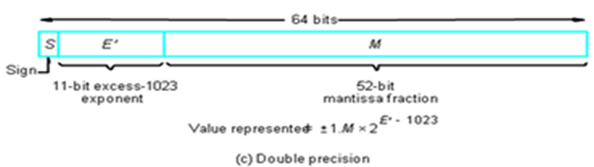 64 bits
S E′ M
Sign
11-bit excess-1023 52-bit
exponent mantissa fraction
Value represented= ±1.M × 2^E′ - 1023
(c) Double precision